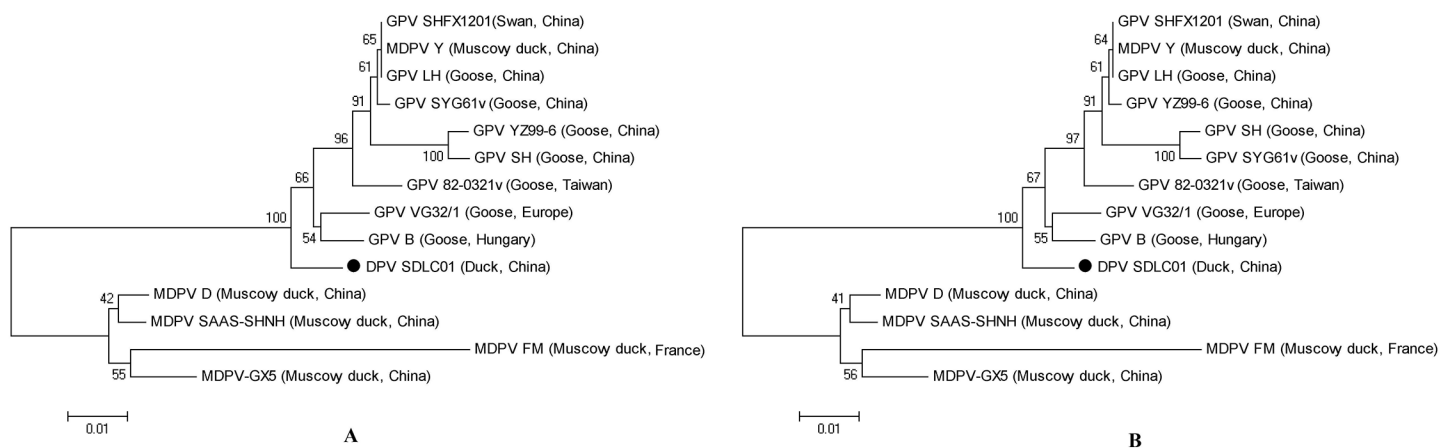 GPV SHFX1201(Swan, China)
65
MDPV Y (Muscovy duck, China)
61
GPV LH (Goose, China)
91
GPV SYG61v (Goose, China)
GPV YZ99-6 (Goose, China)
96
100
GPV SH (Goose, China)
66
GPV 82-0321v (Goose, Taiwan)
100
GPV VG32/1 (Goose, Europe)
54
GPV B (Goose, Hungary)
DPV SDLC01 (Duck, China)
42
MDPV D (Muscovy duck, China)
MDPV SAAS-SHNH (Muscovy duck, China)
MDPV FM (Muscovy duck, France)
55
MDPV-GX5 (Muscovy duck, China)
0.01
A
GPV SHFX1201 (Swan, China)
64
MDPV Y (Muscovy duck, China)
61
GPV LH (Goose, China)
91
GPV YZ99-6 (Goose, China)
GPV SH (Goose, China)
97
100
GPV SYG61v (Goose, China)
67
GPV 82-0321v (Goose, Taiwan)
100
GPV VG32/1 (Goose, Europe)
55
GPV B (Goose, Hungary)
DPV SDLC01 (Duck, China)
41
MDPV D (Muscovy duck, China)
MDPV SAAS-SHNH (Muscovy duck, China)
MDPV FM (Muscovy duck, France)
56
MDPV-GX5 (Muscovy duck, China)
0.01
B